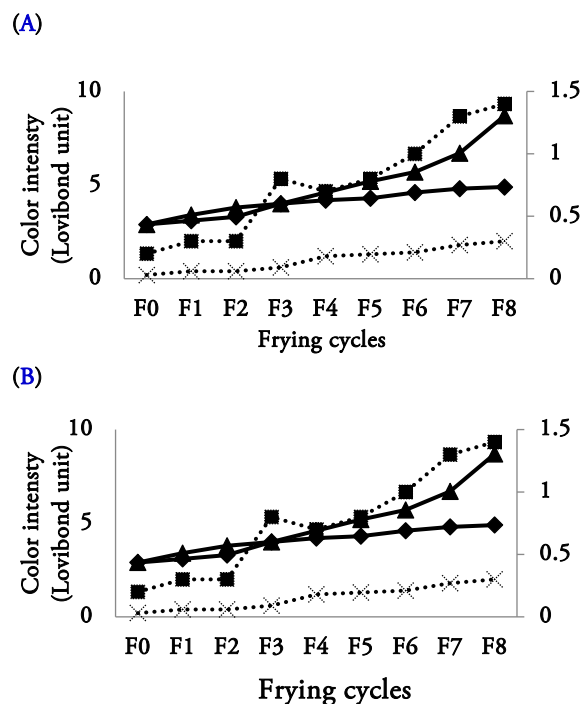 (A)
Color intensty
(Lovibond unit)
10
5
0
1.5
1
0.5
0
F0 F1 F2 F3 F4 F5 F6 F7 F8
Frying cycles
(B)
Color intensty
(Lovibond unit)
10
5
0
1.5
1
0.5
0
F0 F1 F2 F3 F4 F5 F6 F7 F8
Frying cycles